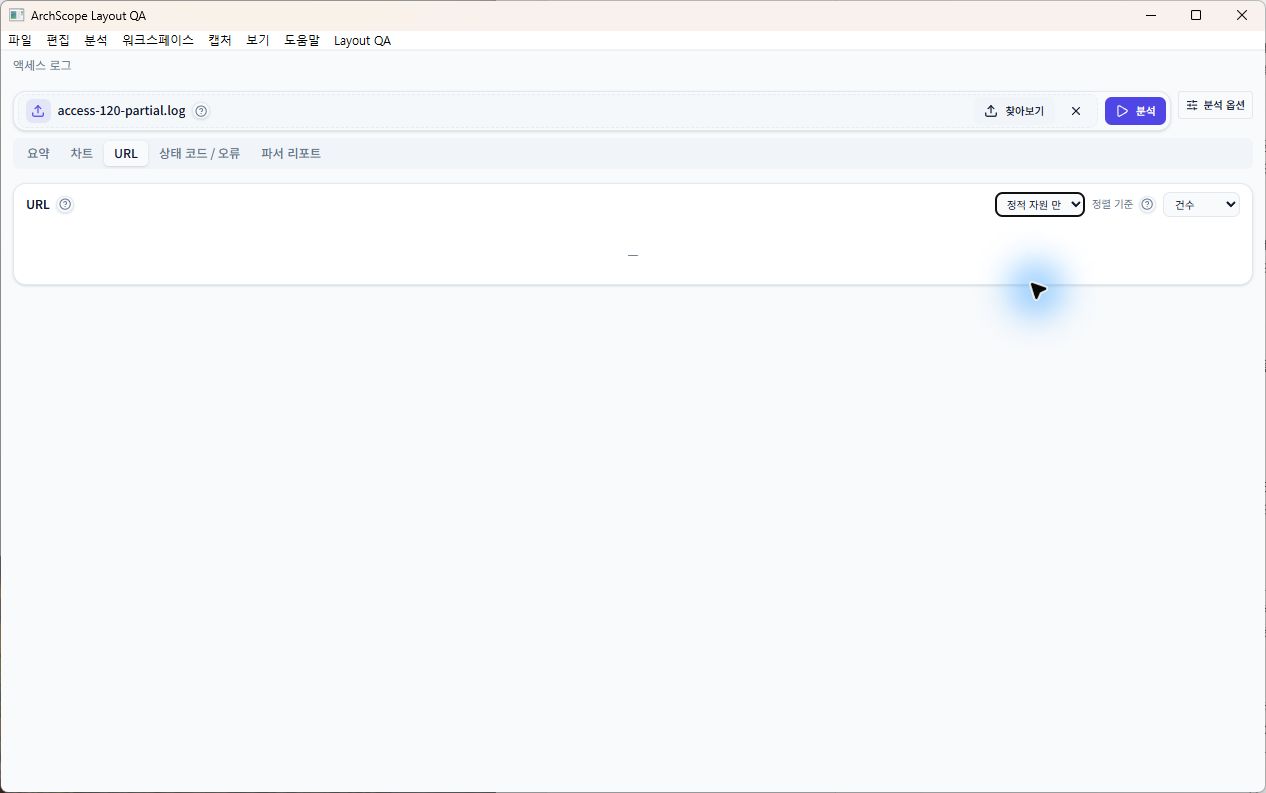 ArchScope Layout QA
파일 편집 분석 워크스페이스 캡처 보기 도움말 Layout QA
액세스 로그
access-120-partial.log ? 찾아보기 분석 분석 옵션
요약 차트 URL 상태 코드 / 오류 파서 리포트
URL ? 정적 자원 만 정렬 기준 ? 건수
—